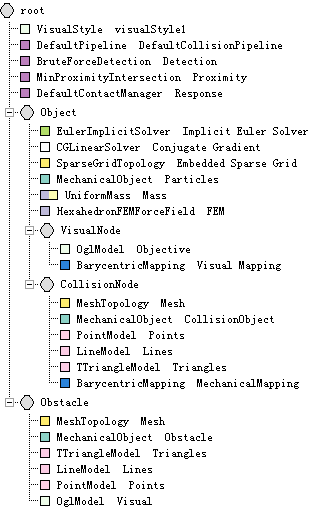 root
VisualStyle visualStyle1
DefaultPipeline DefaultCollisionPipeline
BruteForceDetection Detection
MinProximityIntersection Proximity
DefaultContactManager Response
Object
EulerImplicitSolver Implicit Euler Solver
CGLinearSolver Conjugate Gradient
SparseGridTopology Embedded Sparse Grid
MechanicalObject Particles
UniformMass Mass
HexahedronFEMForceField FEM
VisualNode
OglModel Objective
BarycentricMapping Visual Mapping
CollisionNode
MeshTopology Mesh
MechanicalObject CollisionObject
PointModel Points
LineModel Lines
TTriangleModel Triangles
BarycentricMapping MechanicalMapping
Obstacle
MeshTopology Mesh
MechanicalObject Obstacle
TTriangleModel Triangles
LineModel Lines
PointModel Points
OglModel Visual